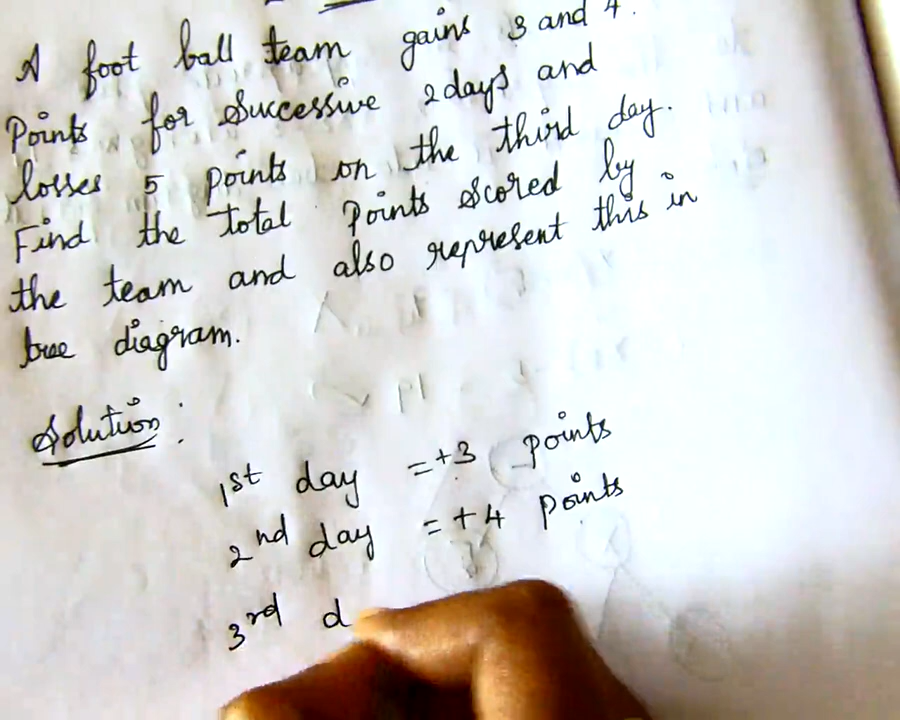 A foot ball team gains 3 and 4.
Points for Successive 2days and
losses 5 points on the third day.
Find the total points scored by
the team and also represent this in
tree diagram.
Solution:
1st day =+3 points
2nd day =+4 points
3rd d